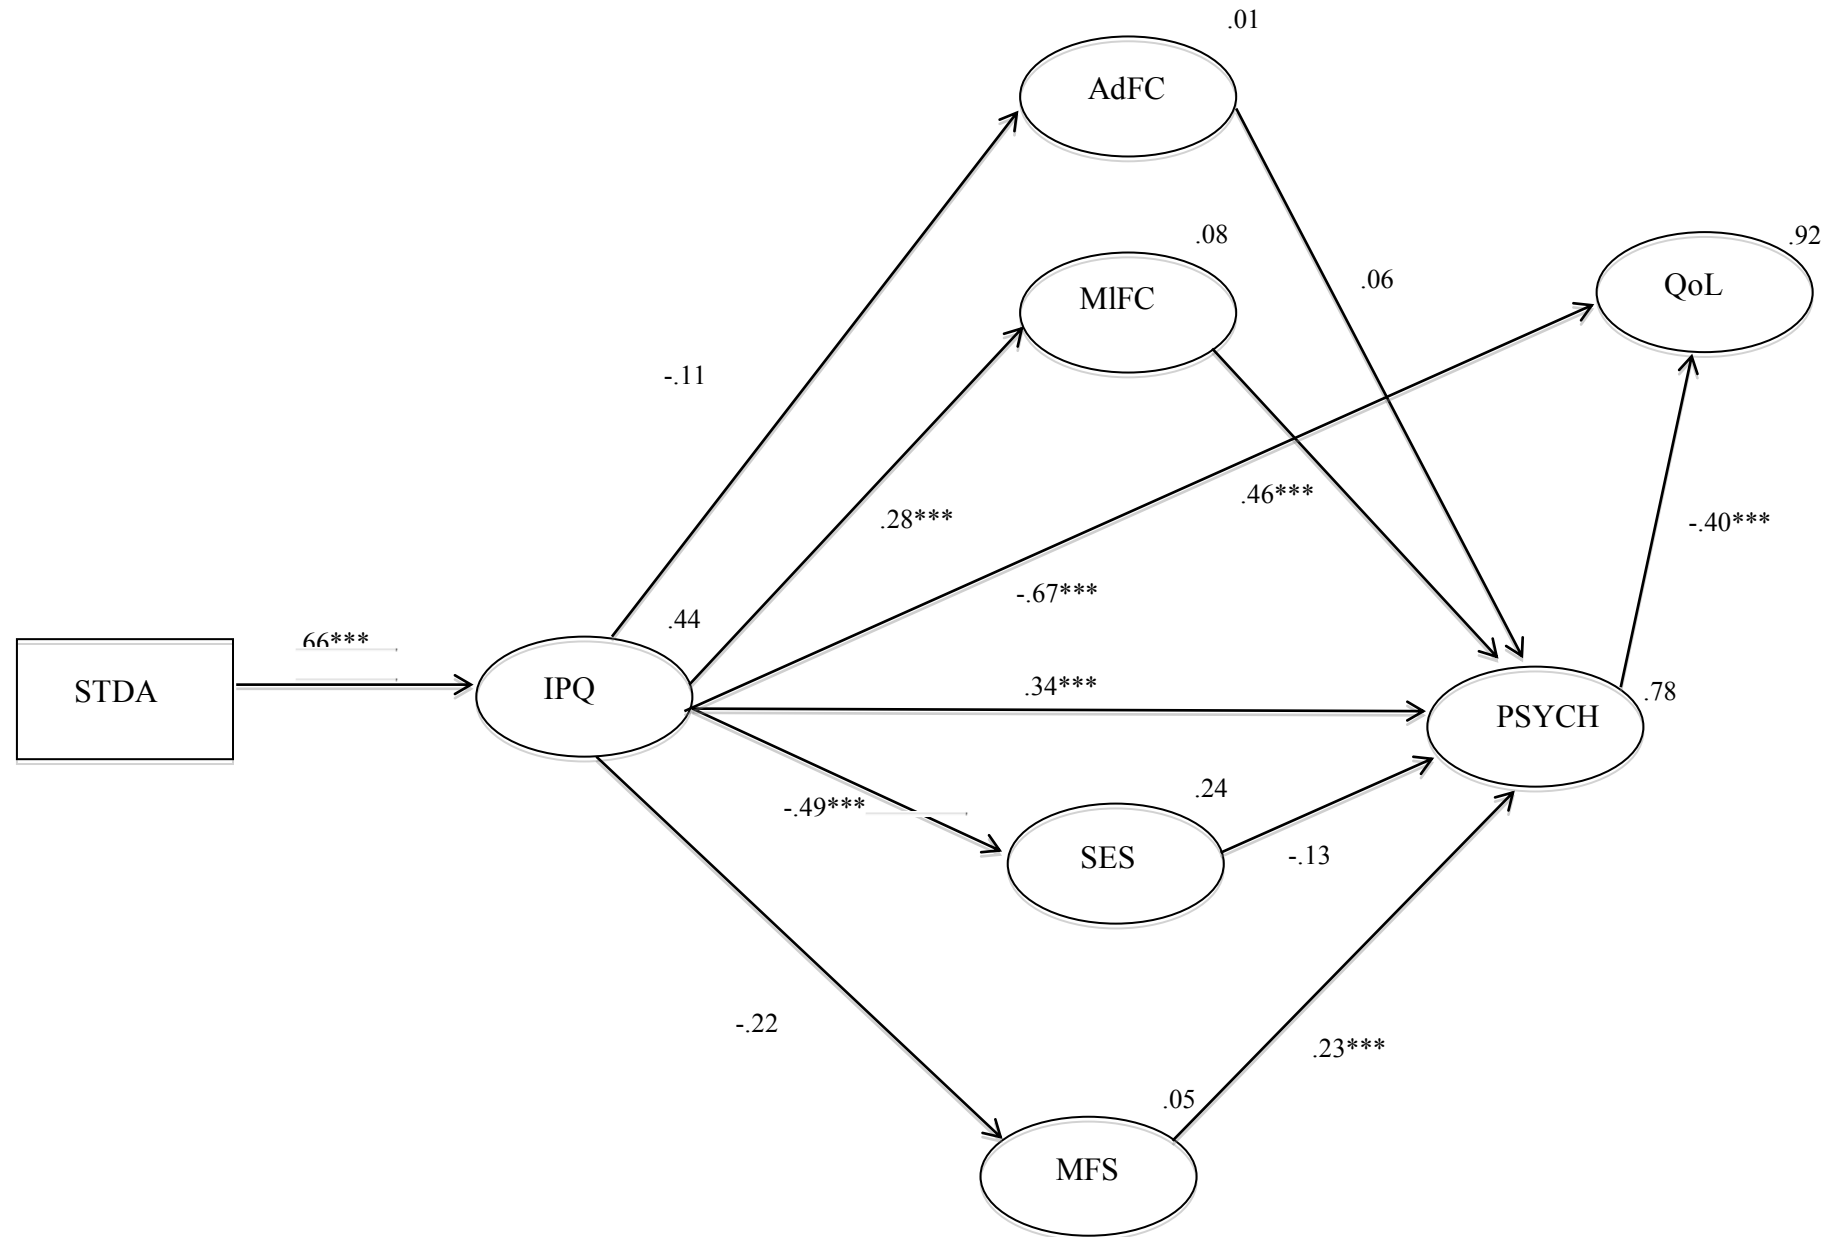 .01
AdFC
.08
.92
MlFC
QoL
.06
-.11
.46***
.28***
-.40***
-.67***
.44
.66***
STDA
IPQ
.34***
.78
PSYCH
.24
-.49***
SES
-.13
-.22
.23***
.05
MFS